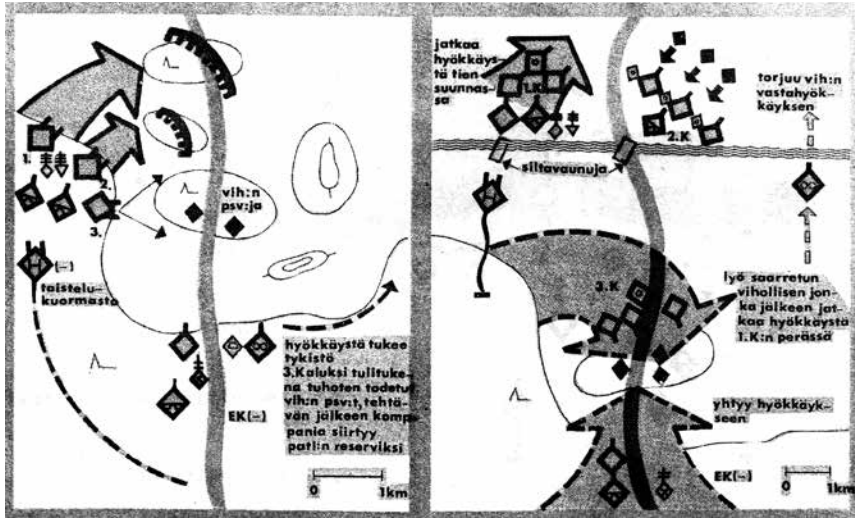 1.
2.
3.
vih:n
psv:ja
(-)
taistelu-
kuormasto
hyökkäystä tukee
tykistö
3.K aluksi tulituke-
na tuhoten todetut
vih:n psv:t, tehtä-
vän jälkeen komp-
pania siirtyy
patl:n reserviksi
EK(-)
0 1km
jatkaa
hyökkäys-
tä tien
suunnas-
sa
1.K
2.K
torjuu vih:n
vastahyök-
käyksen
siltavaunuja
3.K
lyö saarretun
vihollisen jon-
ka jälkeen jat-
kaa hyökkäystä
1.K:n perässä
yhtyy hyökkäyk-
seen
EK(-)
0 1km